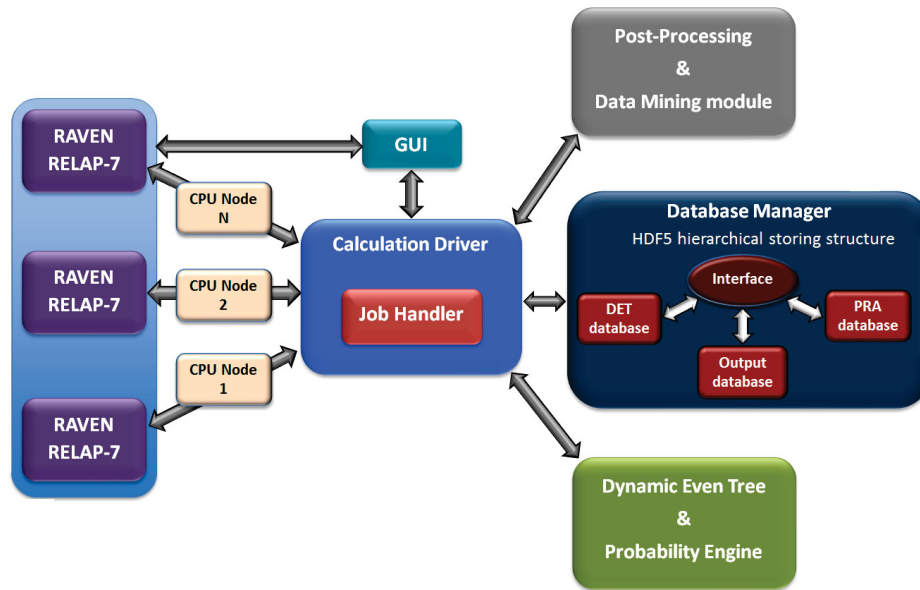 Post-Processing
&
Data Mining module
RAVEN
RELAP-7
GUI
CPU Node
N
Calculation Driver
Job Handler
RAVEN
RELAP-7
CPU Node
2
CPU Node
1
RAVEN
RELAP-7
Database Manager
HDF5 hierarchical storing structure
Interface
DET
database
PRA
database
Output
database
Dynamic Even Tree
&
Probability Engine